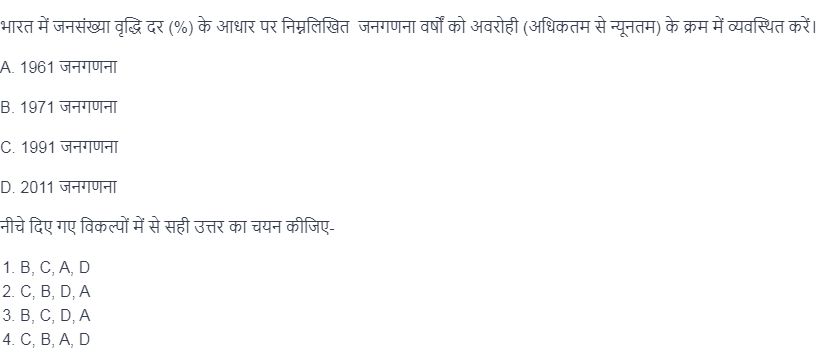 भारत में जनसंख्या वृद्धि दर (%) के आधार पर निम्नलिखित जनगणना वर्षों को अवरोही (अधिकतम से न्यूनतम) के क्रम में व्यवस्थित करें।
A. 1961 जनगणना
B. 1971 जनगणना
C. 1991 जनगणना
D. 2011 जनगणना
नीचे दिए गए विकल्पों में से सही उत्तर का चयन कीजिए-
1. B, C, A, D
2. C, B, D, A
3. B, C, D, A
4. C, B, A, D